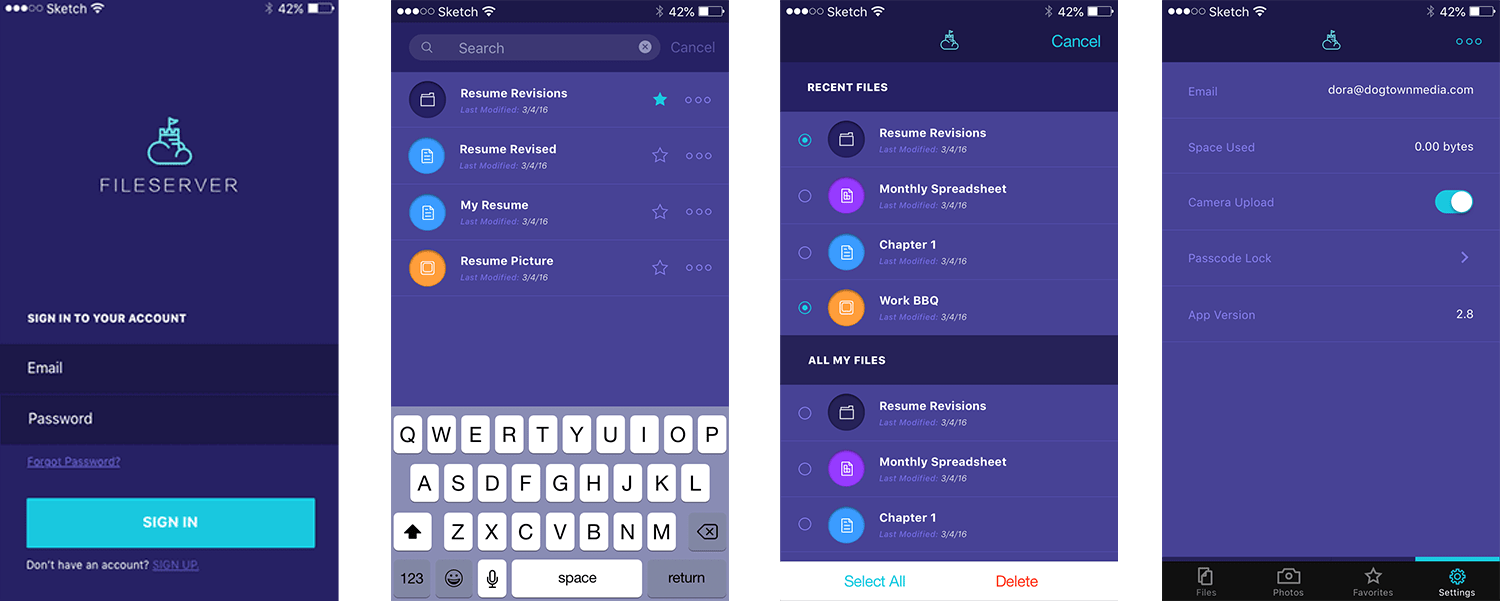 Sketch 42%
FILESERVER
SIGN IN TO YOUR ACCOUNT
Email
Password
Forgot Password?
SIGN IN
Don't have an account? SIGN UP.
Sketch 42%
Search Cancel
Resume Revisions
Last Modified: 3/4/16
Resume Revised
Last Modified: 3/4/16
My Resume
Last Modified: 3/4/16
Resume Picture
Last Modified: 3/4/16
Q W E R T Y U I O P
A S D F G H J K L
Z X C V B N M
123 space return
Sketch 42%
Cancel
RECENT FILES
Resume Revisions
Last Modified: 3/4/16
Monthly Spreadsheet
Last Modified: 3/4/16
Chapter 1
Last Modified: 3/4/16
Work BBQ
Last Modified: 3/4/16
ALL MY FILES
Resume Revisions
Last Modified: 3/4/16
Monthly Spreadsheet
Last Modified: 3/4/16
Chapter 1
Last Modified: 3/4/16
Select All Delete
Sketch 42%
Email dora@dogtownmedia.com
Space Used 0.00 bytes
Camera Upload
Passcode Lock
App Version 2.8
Files Photos Favorites Settings